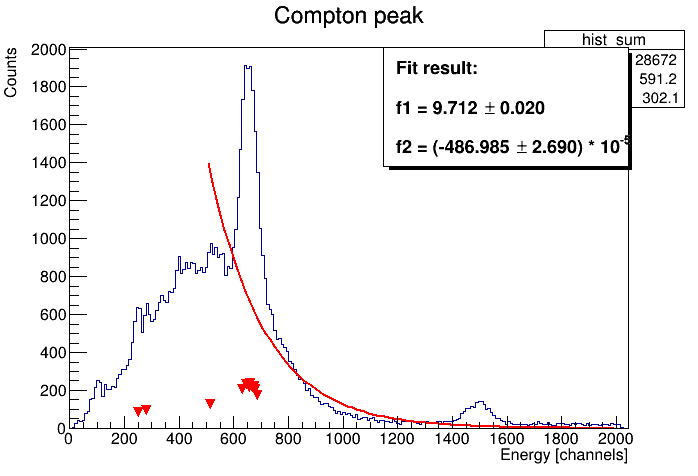 Compton peak
hist_sum
28672
591.2
302.1
Fit result:
f1 = 9.712 ± 0.020
f2 = (-486.985 ± 2.690) * 10^-5
Counts
2000
1800
1600
1400
1200
1000
800
600
400
200
0
0 200 400 600 800 1000 1200 1400 1600 1800 2000
Energy [channels]